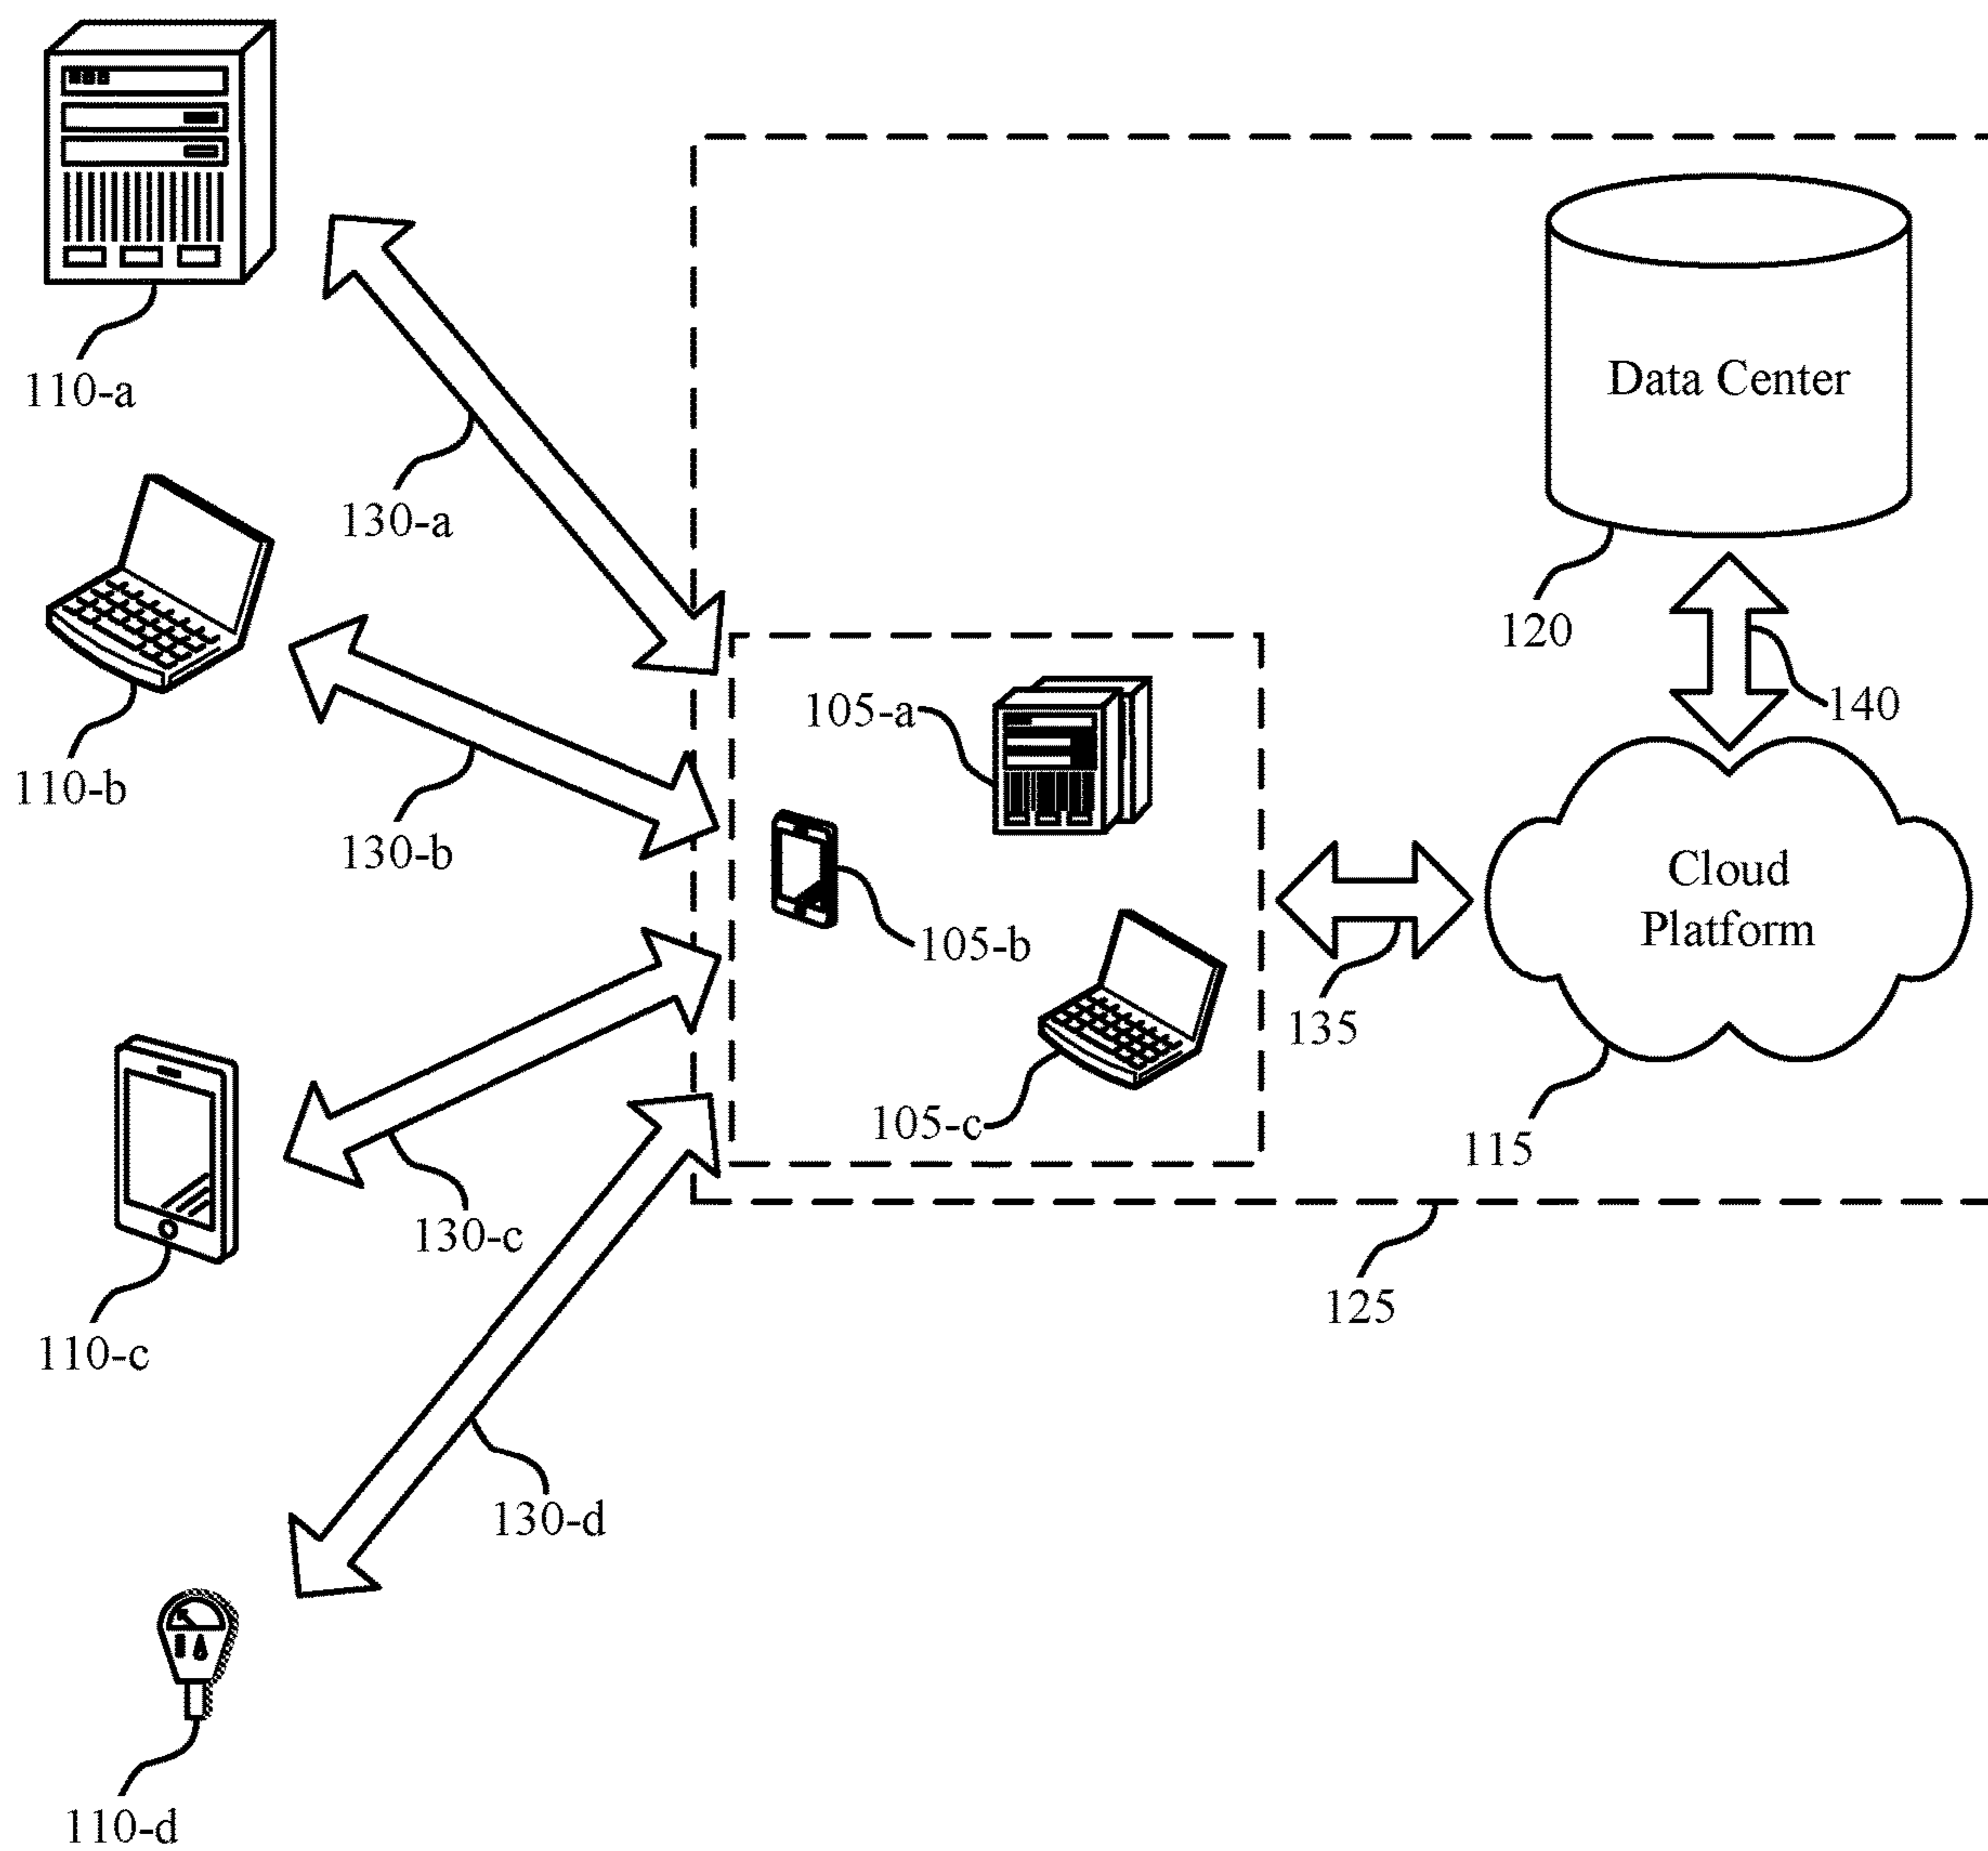 110-a
130-a
110-b
130-b
110-c
130-c
130-d
110-d
Data Center
120
140
105-a
105-b
105-c
135
Cloud
Platform
115
125